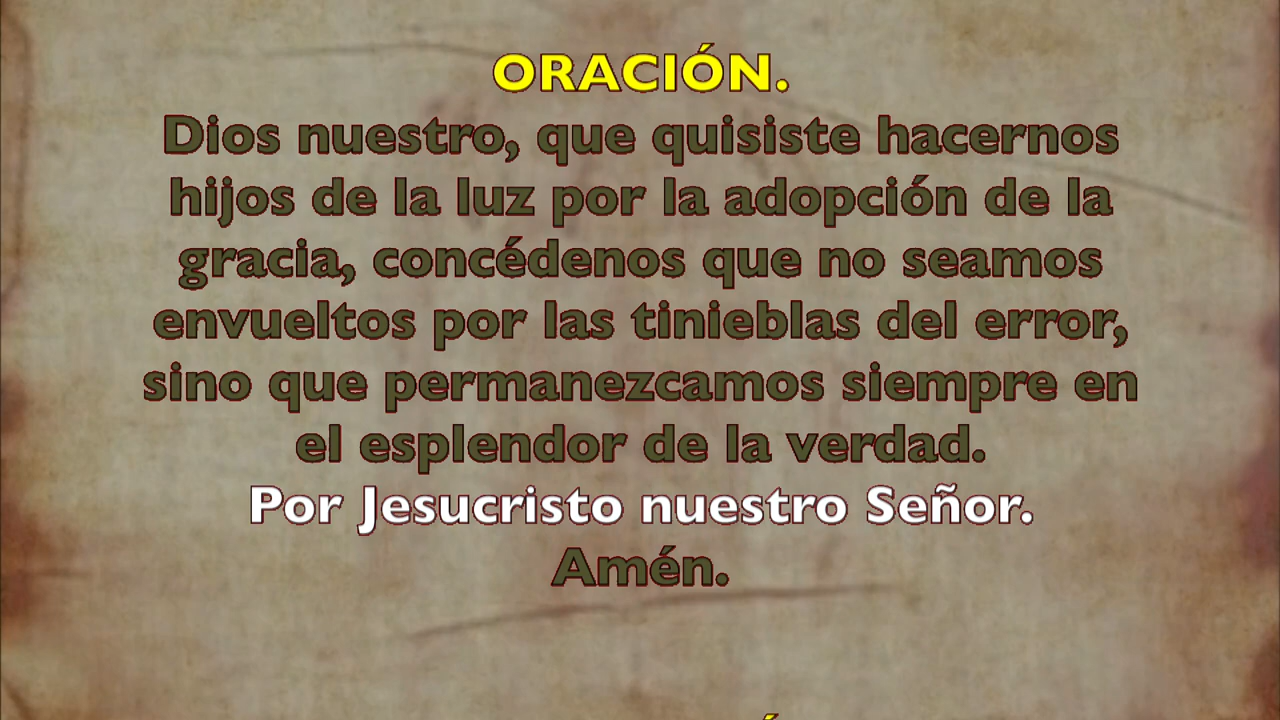 ORACIÓN.
Dios nuestro, que quisiste hacernos
hijos de la luz por la adopción de la
gracia, concédenos que no seamos
envueltos por las tinieblas del error,
sino que permanezcamos siempre en
el esplendor de la verdad.
Por Jesucristo nuestro Señor.
Amén.